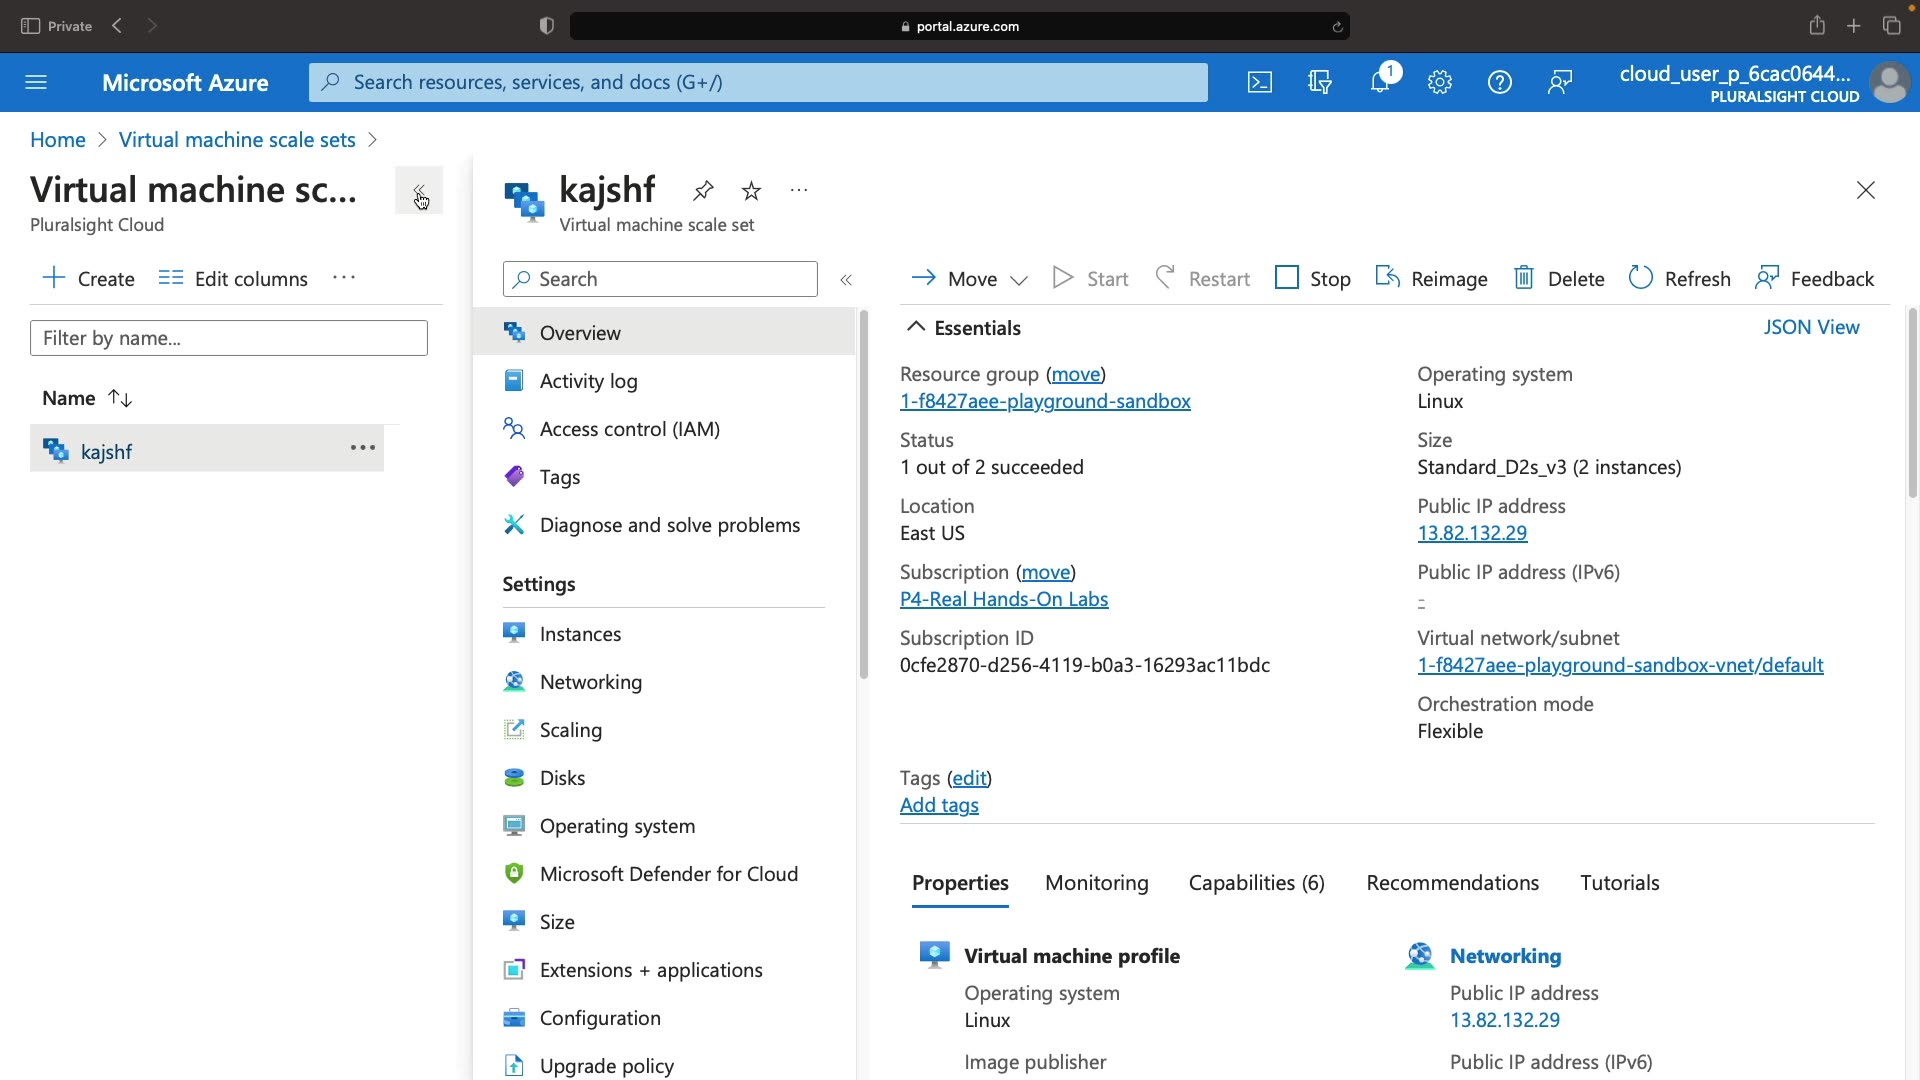 Private
portal.azure.com
Microsoft Azure
Search resources, services, and docs (G+/)
1
cloud_user_p_6cac0644...
PLURALSIGHT CLOUD
Home > Virtual machine scale sets >
Virtual machine sc...
Pluralsight Cloud
Create
Edit columns
Filter by name...
Name
kajshf
kajshf
Virtual machine scale set
Search
Overview
Activity log
Access control (IAM)
Tags
Diagnose and solve problems
Settings
Instances
Networking
Scaling
Disks
Operating system
Microsoft Defender for Cloud
Size
Extensions + applications
Configuration
Upgrade policy
Move
Start
Restart
Stop
Reimage
Delete
Refresh
Feedback
Essentials
JSON View
Resource group (move)
1-f8427aee-playground-sandbox
Status
1 out of 2 succeeded
Location
East US
Subscription (move)
P4-Real Hands-On Labs
Subscription ID
0cfe2870-d256-4119-b0a3-16293ac11bdc
Operating system
Linux
Size
Standard_D2s_v3 (2 instances)
Public IP address
13.82.132.29
Public IP address (IPv6)
-
Virtual network/subnet
1-f8427aee-playground-sandbox-vnet/default
Orchestration mode
Flexible
Tags (edit)
Add tags
Properties
Monitoring
Capabilities (6)
Recommendations
Tutorials
Virtual machine profile
Operating system
Linux
Image publisher
Networking
Public IP address
13.82.132.29
Public IP address (IPv6)